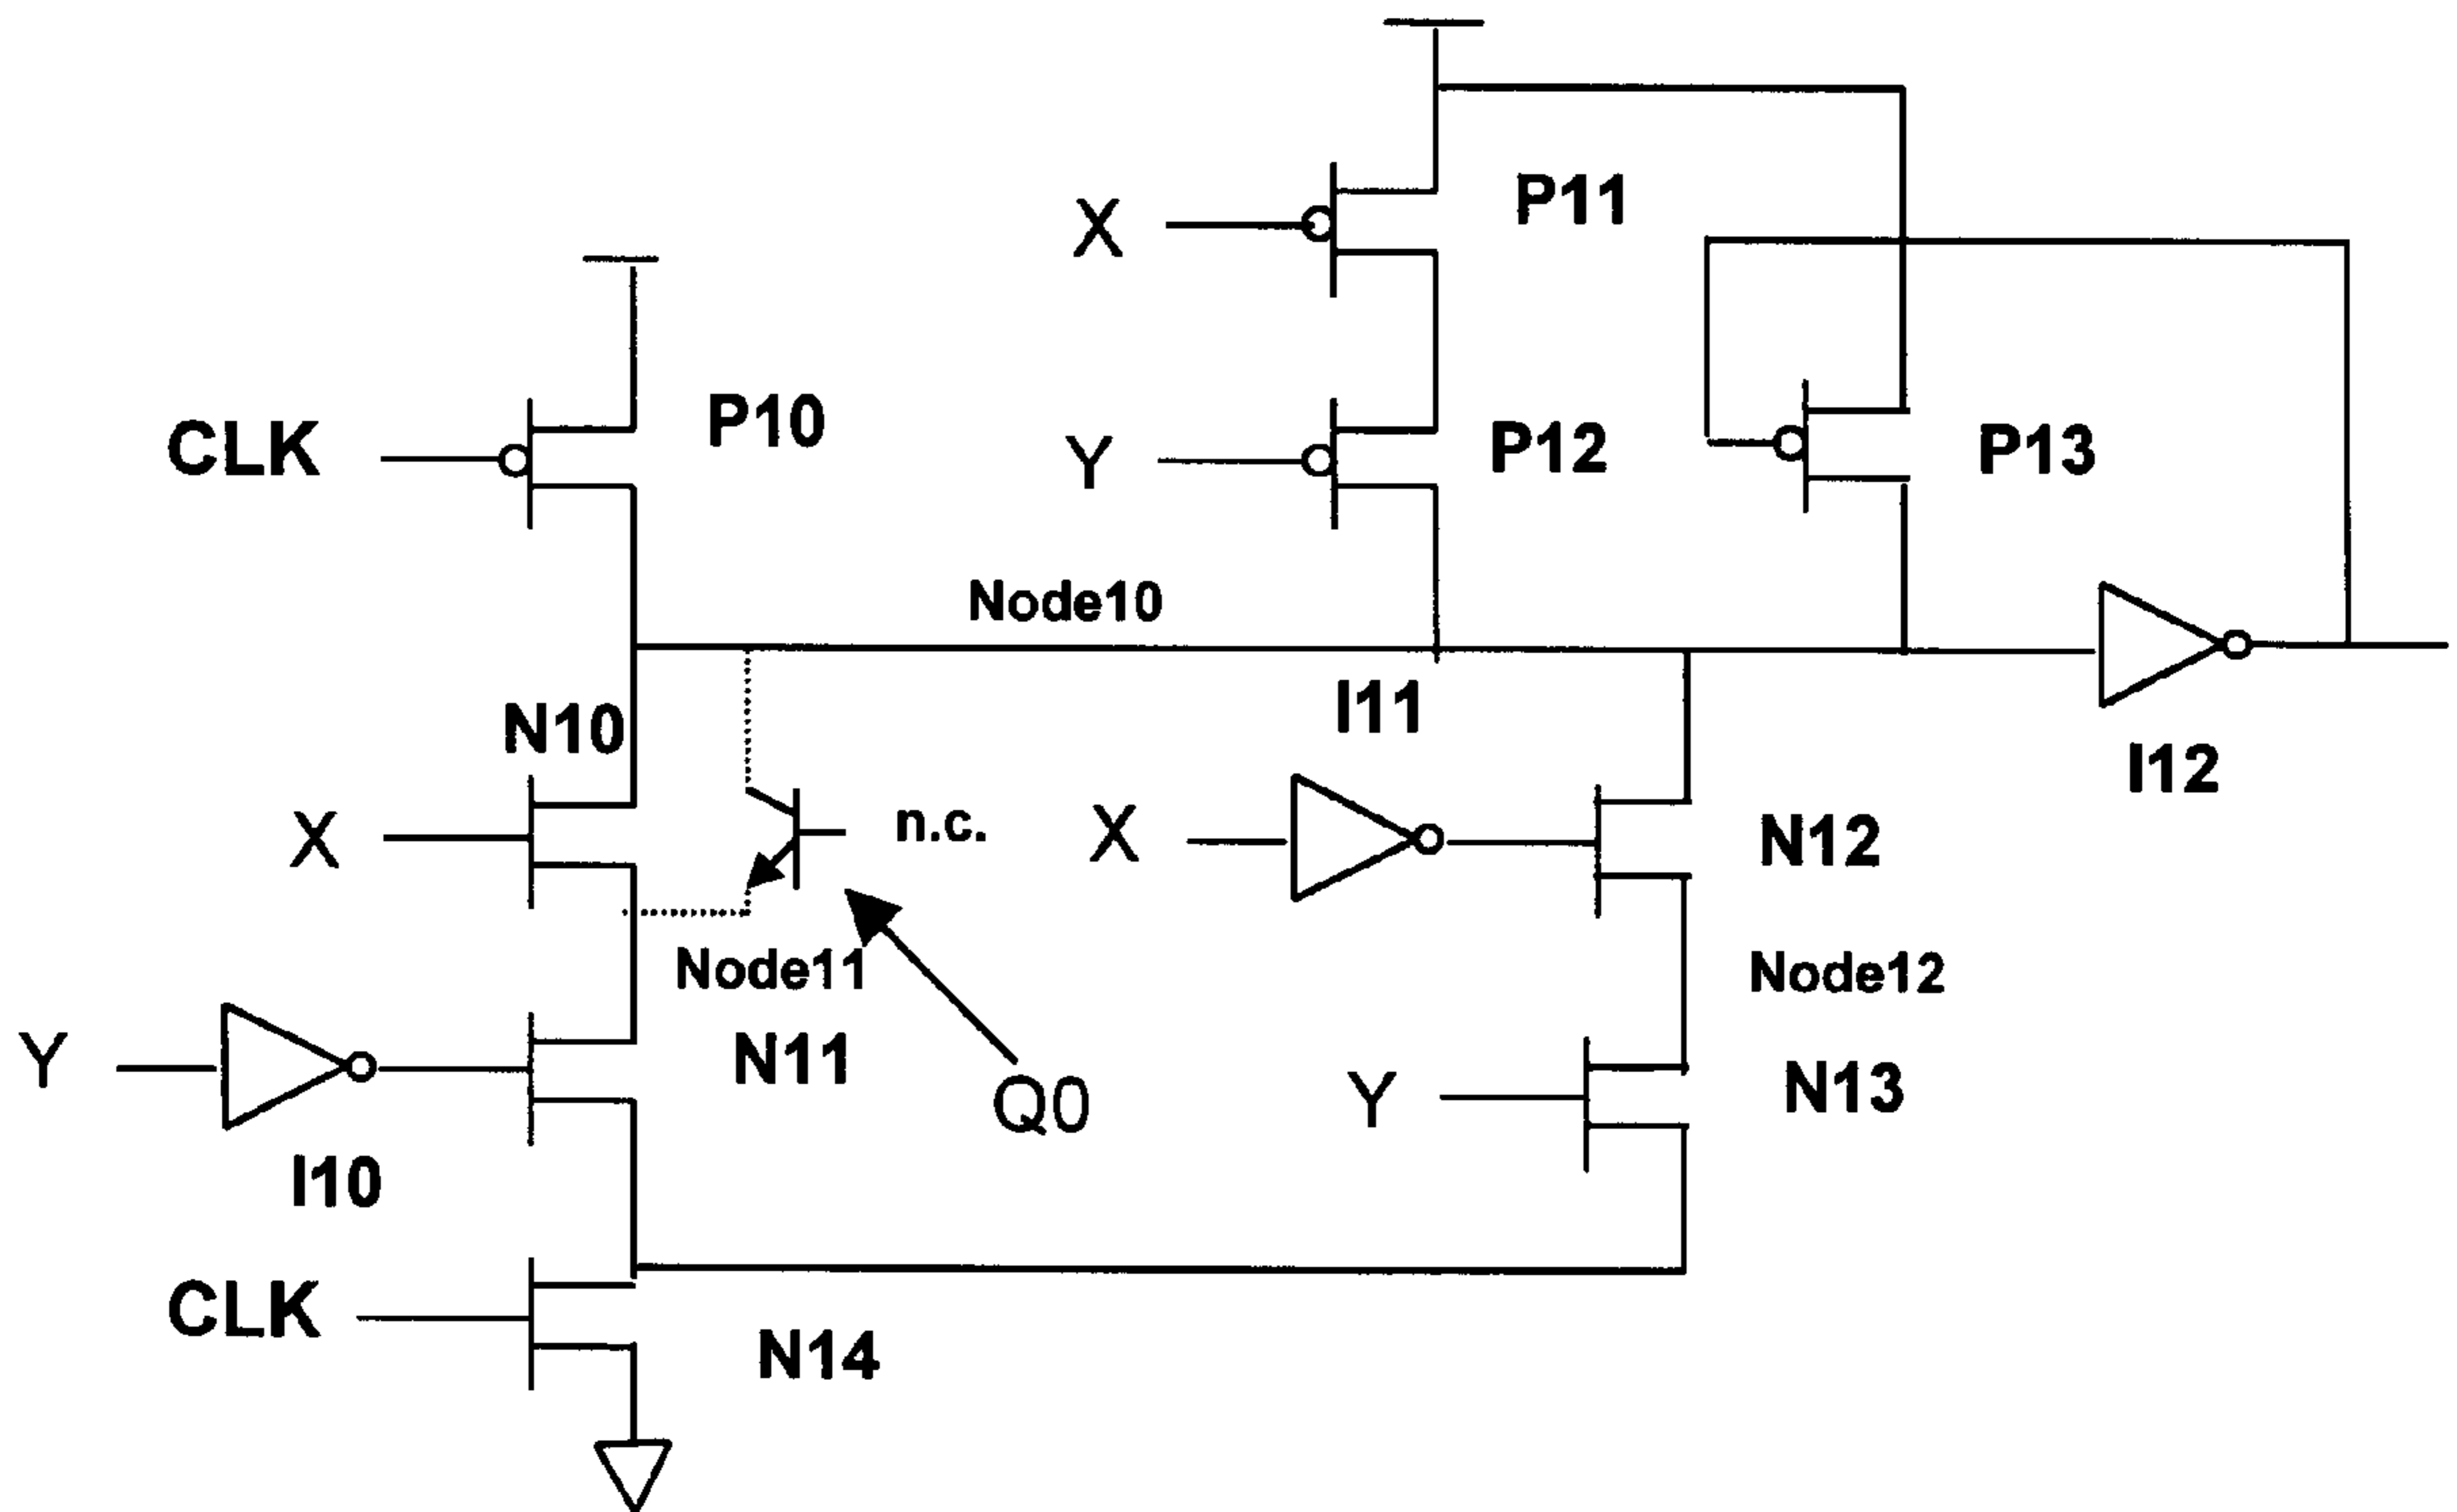 X
P11
CLK
P10
Y
P12
P13
Node10
N10
I11
I12
X
n.c.
X
N12
Node11
Node12
Y
N11
Q0
Y
N13
I10
CLK
N14